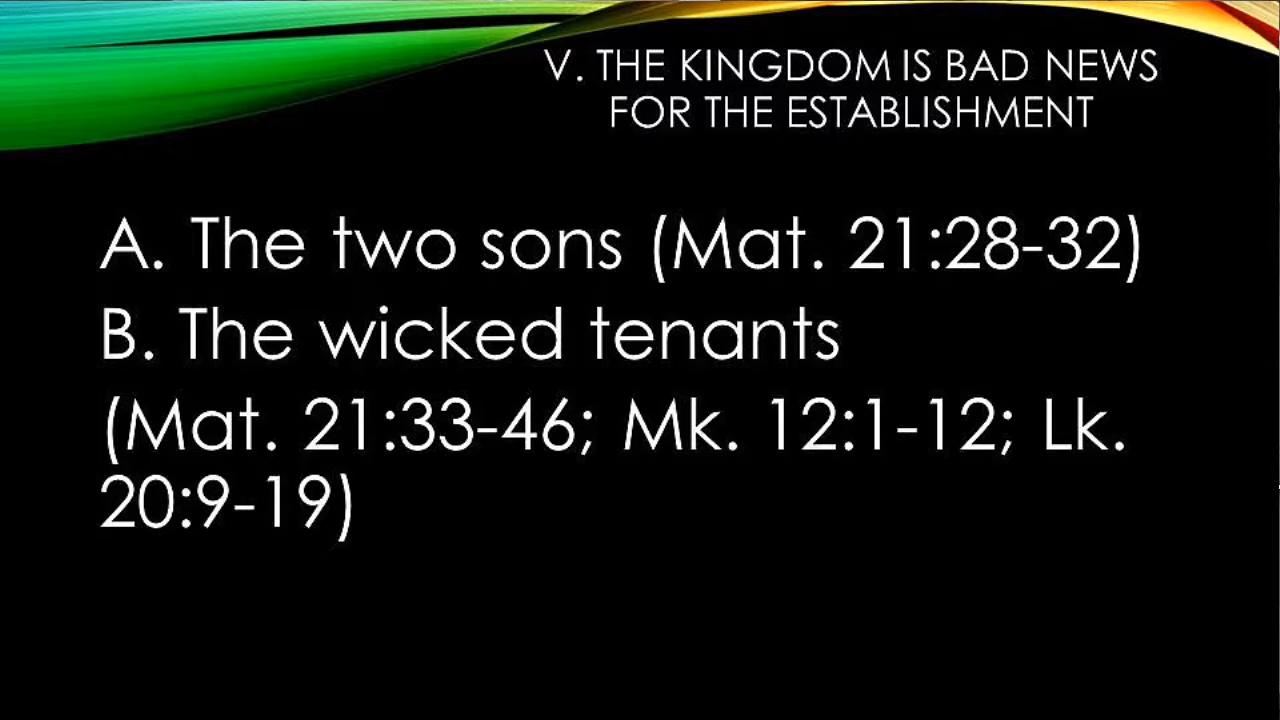 V. THE KINGDOM IS BAD NEWS
FOR THE ESTABLISHMENT
A. The two sons (Mat. 21:28-32)
B. The wicked tenants
(Mat. 21:33-46; Mk. 12:1-12; Lk.
20:9-19)